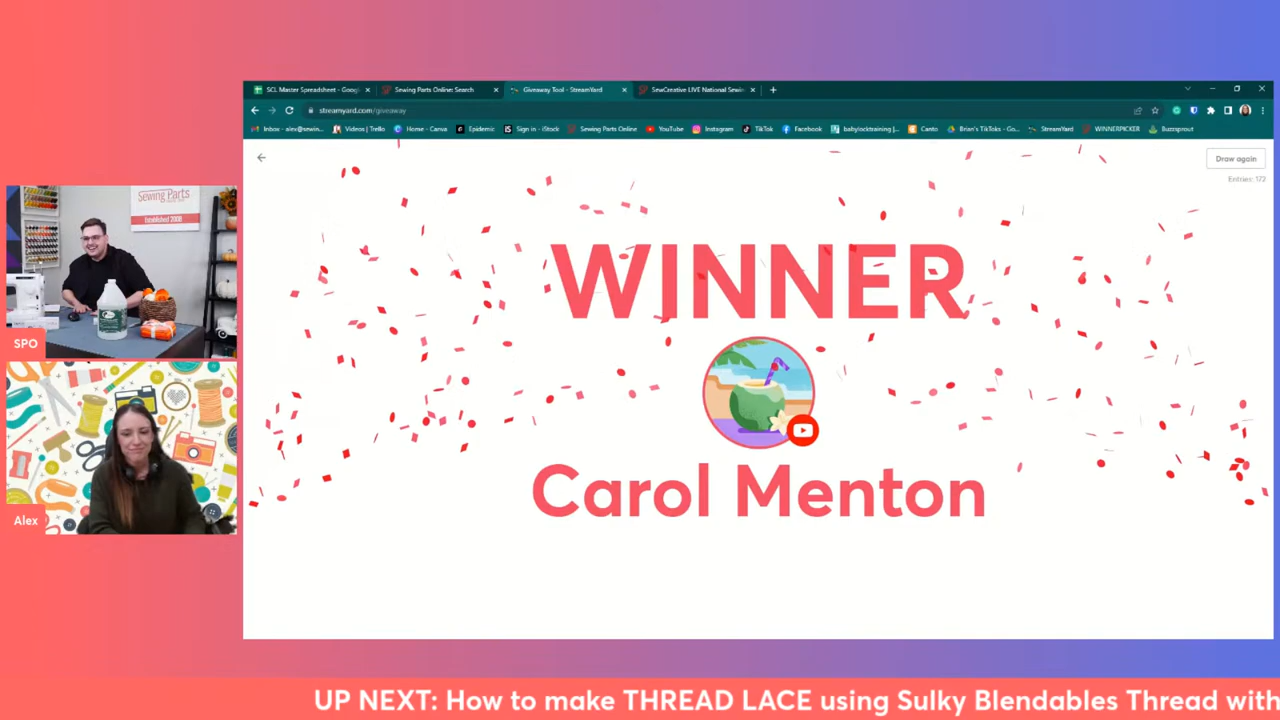 SCL Master Spreadsheet - Googl
Sewing Parts Online: Search
Giveaway Tool - StreamYard
SewCreative LIVE National Sewin
streamyard.com/giveaway
Inbox - alex@sewin...
Videos | Trello
Home - Canva
Epidemic
Sign in - iStock
Sewing Parts Online
YouTube
Instagram
TikTok
Facebook
babylocktraining |...
Canto
Brian's TikToks - Go...
StreamYard
WINNERPICKER
Buzzsprout
Draw again
Entries: 172
Sewing Parts
Established 2008
SPO
Alex
WINNER
Carol Menton
UP NEXT: How to make THREAD LACE using Sulky Blendables Thread with